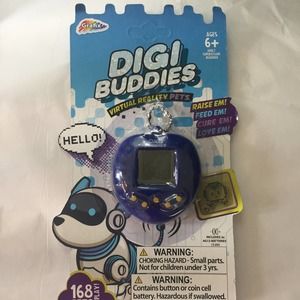 AGES
6+
DIGI
BUDDIES
VIRTUAL REALITY PETS
RAISE EM!
FEED EM!
CURE EM!
LOVE EM!
HELLO!
168
WARNING:
CHOKING HAZARD - Small parts.
Not for children under 3 yrs.
WARNING:
Contains button or coin cell
battery. Hazardous if swallowed.